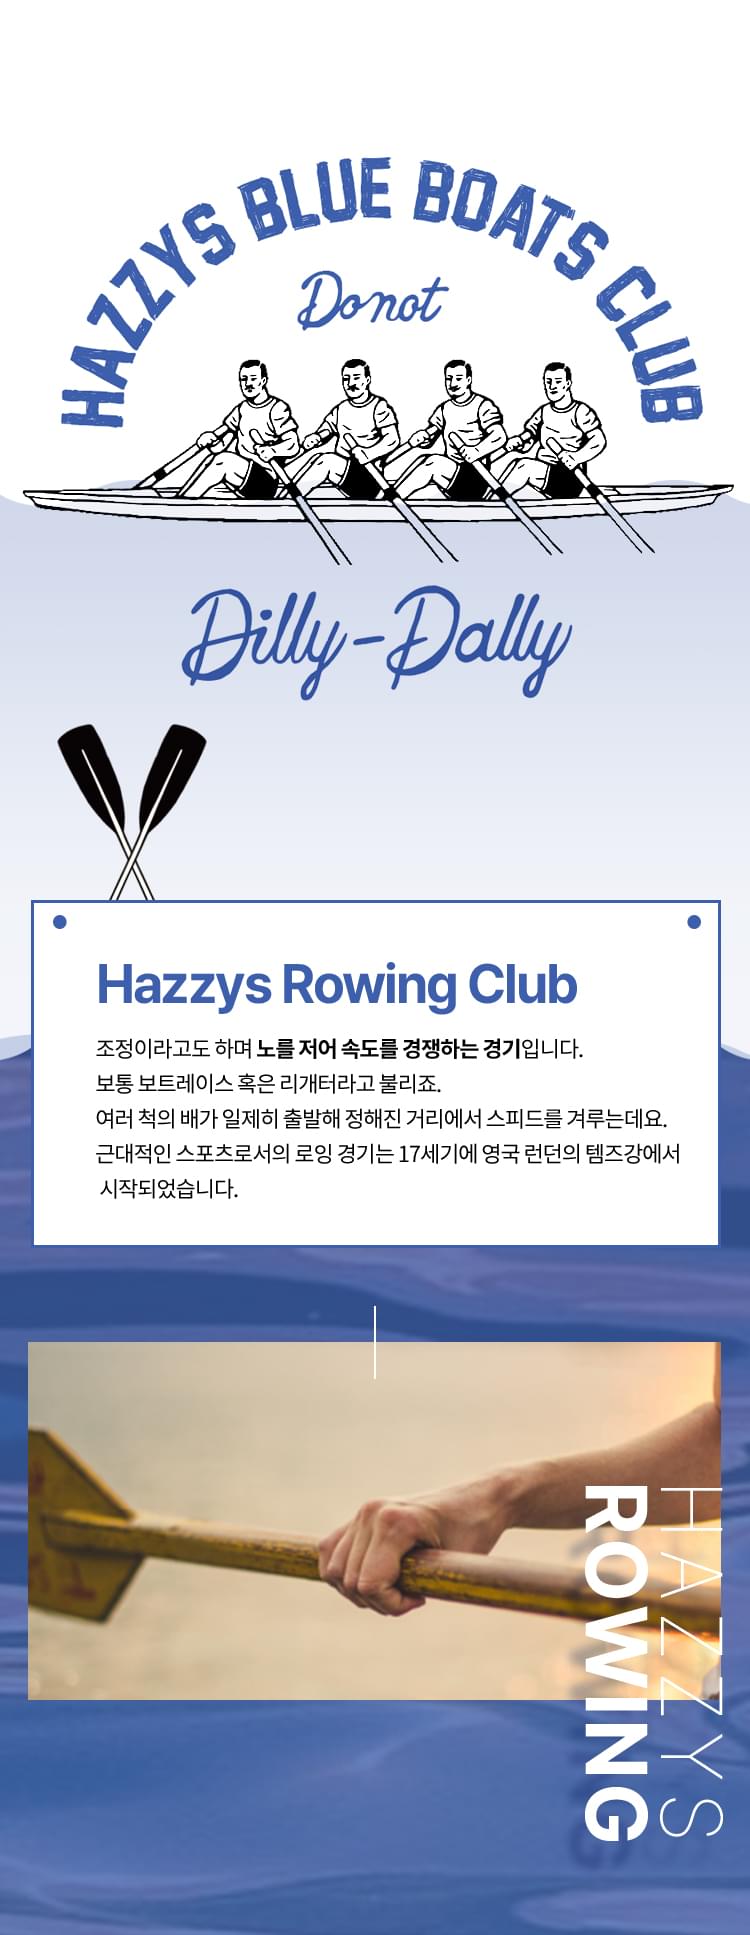 HAZZYS BLUE BOATS CLUB
Do not
Dilly-Dally
Hazzys Rowing Club
조정이라고도 하며 노를 저어 속도를 경쟁하는 경기입니다.
보통 보트레이스 혹은 리개터라고 불리죠.
여러 척의 배가 일제히 출발해 정해진 거리에서 스피드를 겨루는데요.
근대적인 스포츠로서의 로잉 경기는 17세기에 영국 런던의 템즈강에서
시작되었습니다.
HAZZYS
ROWING